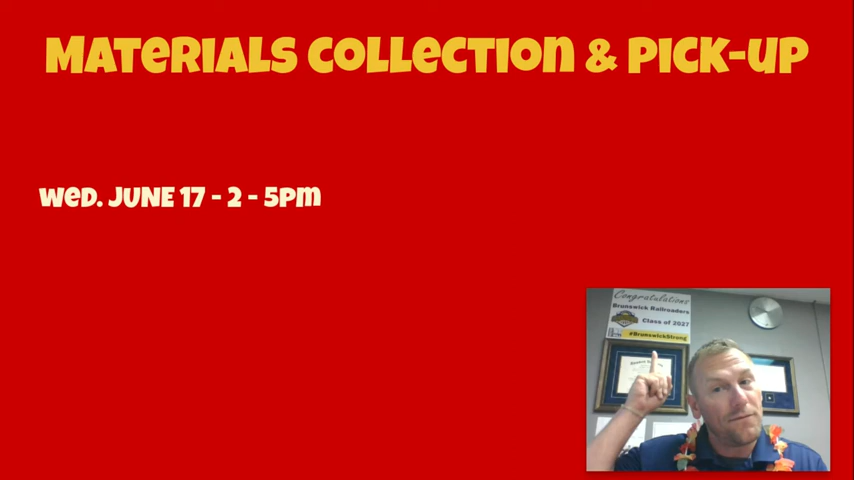 Materials Collection & Pick-up
Wed. June 17 - 2 - 5pm
Congratulations
Brunswick Railroaders
Class of 2027
#BrunswickStrong